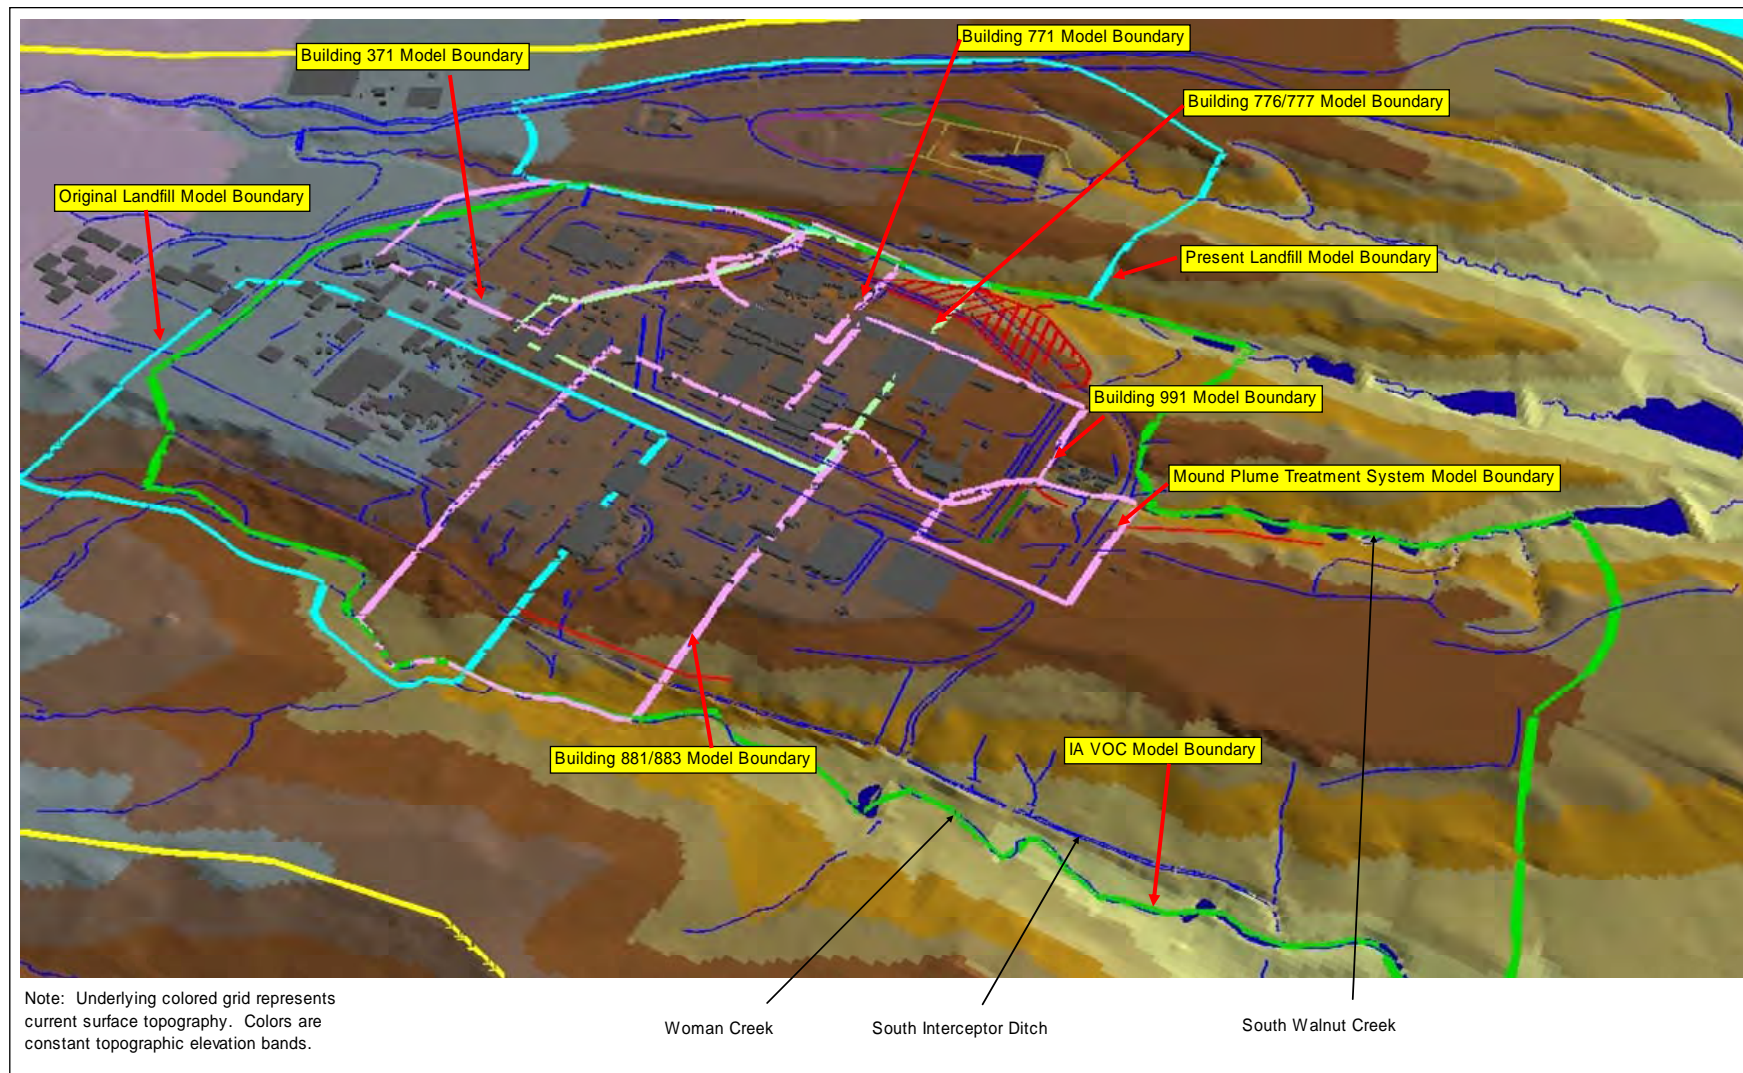 Building 771 Model Boundary
Building 371 Model Boundary
Building 776/777 Model Boundary
Original Landfill Model Boundary
Present Landfill Model Boundary
Building 991 Model Boundary
Mound Plume Treatment System Model Boundary
Building 881/883 Model Boundary
IA VOC Model Boundary
Note: Underlying colored grid represents
current surface topography. Colors are
constant topographic elevation bands.
Woman Creek
South Interceptor Ditch
South Walnut Creek